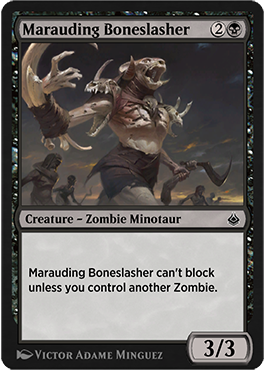 Marauding Boneslasher 2
Creature – Zombie Minotaur
Marauding Boneslasher can't block
unless you control another Zombie.
Victor Adame Minguez
3/3